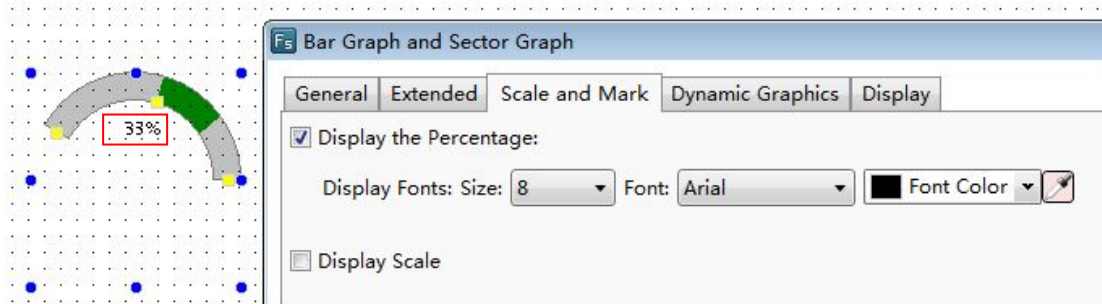 Fs Bar Graph and Sector Graph
General Extended Scale and Mark Dynamic Graphics Display
33%
Display the Percentage:
Display Fonts: Size: 8 Font: Arial Font Color
Display Scale